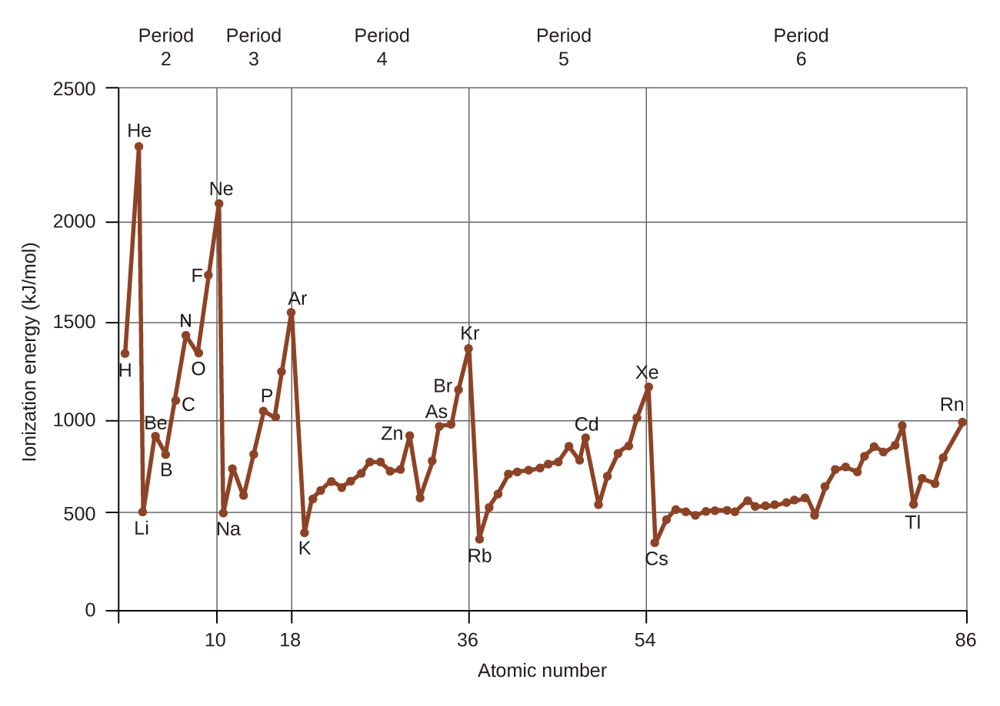 Period Period Period Period Period
2 3 4 5 6
2500
He
Ne
2000
F
Ar
N
1500
Kr
H
O
Xe
Br
P
C
Rn
As
1000
Be
Cd
Zn
B
500
Li
Na
Tl
K
Rb
Cs
0
10 18 36 54 86
Atomic number
Ionization energy (kJ/mol)